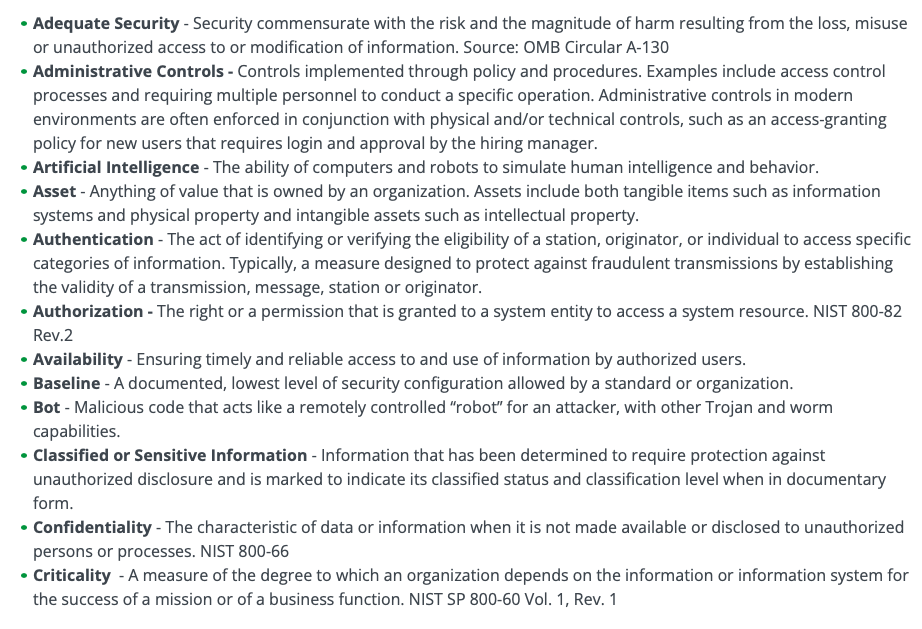 • Adequate Security - Security commensurate with the risk and the magnitude of harm resulting from the loss, misuse
or unauthorized access to or modification of information. Source: OMB Circular A-130
• Administrative Controls - Controls implemented through policy and procedures. Examples include access control
processes and requiring multiple personnel to conduct a specific operation. Administrative controls in modern
environments are often enforced in conjunction with physical and/or technical controls, such as an access-granting
policy for new users that requires login and approval by the hiring manager.
• Artificial Intelligence - The ability of computers and robots to simulate human intelligence and behavior.
• Asset - Anything of value that is owned by an organization. Assets include both tangible items such as information
systems and physical property and intangible assets such as intellectual property.
• Authentication - The act of identifying or verifying the eligibility of a station, originator, or individual to access specific
categories of information. Typically, a measure designed to protect against fraudulent transmissions by establishing
the validity of a transmission, message, station or originator.
• Authorization - The right or a permission that is granted to a system entity to access a system resource. NIST 800-82
Rev.2
• Availability - Ensuring timely and reliable access to and use of information by authorized users.
• Baseline - A documented, lowest level of security configuration allowed by a standard or organization.
• Bot - Malicious code that acts like a remotely controlled “robot” for an attacker, with other Trojan and worm
capabilities.
• Classified or Sensitive Information - Information that has been determined to require protection against
unauthorized disclosure and is marked to indicate its classified status and classification level when in documentary
form.
• Confidentiality - The characteristic of data or information when it is not made available or disclosed to unauthorized
persons or processes. NIST 800-66
• Criticality - A measure of the degree to which an organization depends on the information or information system for
the success of a mission or of a business function. NIST SP 800-60 Vol. 1, Rev. 1